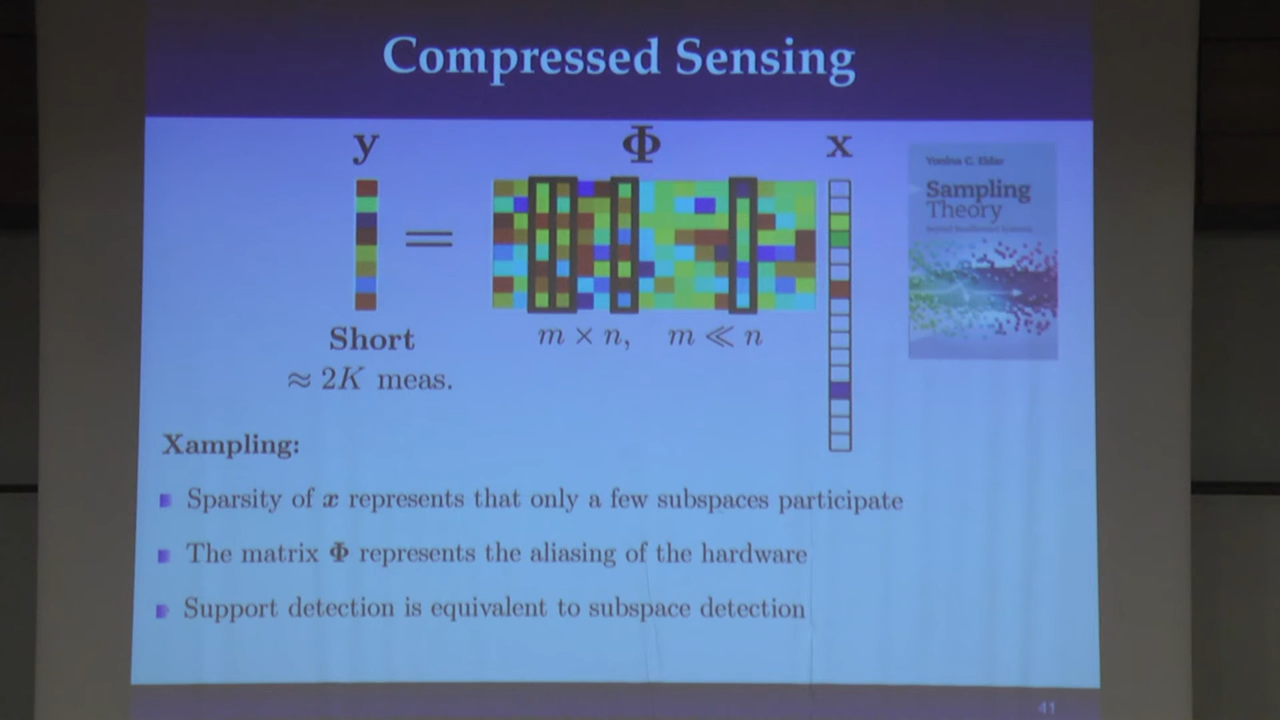 Compressed Sensing
y
Φ
x
=
Short
≈ 2K meas.
m × n, m ≪ n
Yonina C. Eldar
Sampling
Theory
Xampling:
Sparsity of x represents that only a few subspaces participate
The matrix Φ represents the aliasing of the hardware
Support detection is equivalent to subspace detection
41